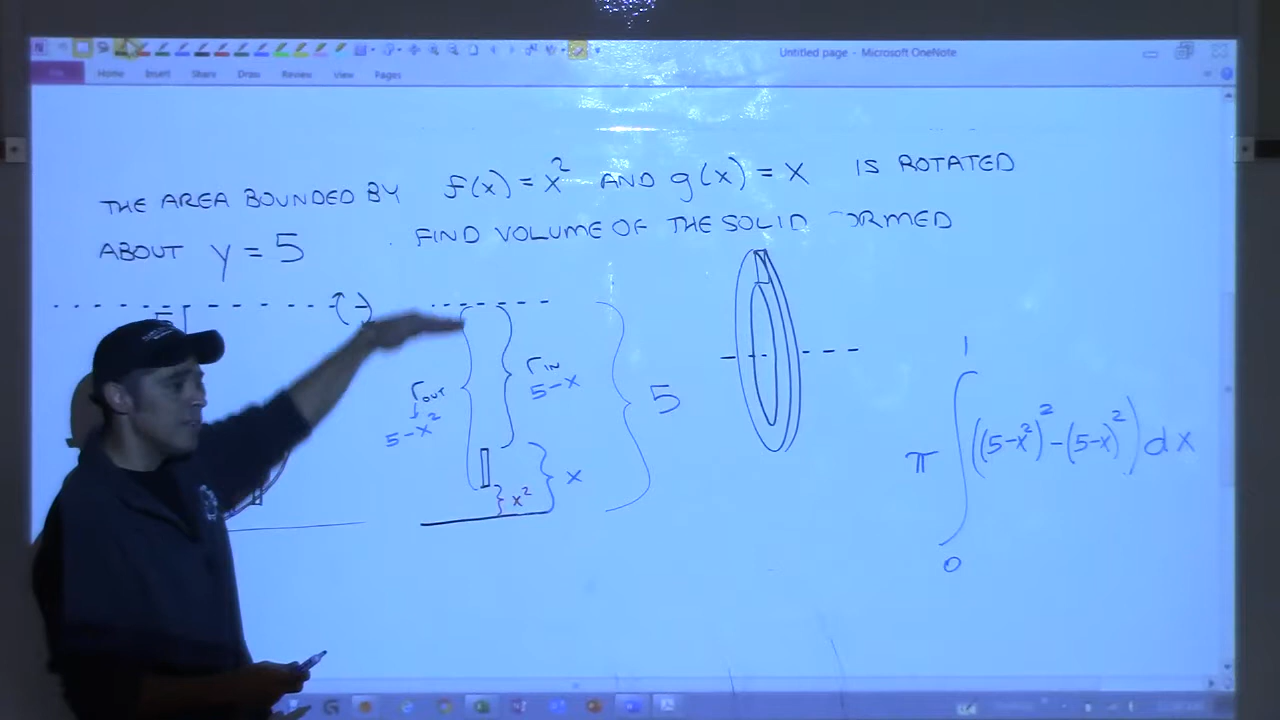 Untitled page - Microsoft OneNote
Home Insert Share Draw Review Pages View
THE AREA BOUNDED BY f(x) = x² AND g(x) = x IS ROTATED
ABOUT y = 5 FIND VOLUME OF THE SOLID ORMED
5
r OUT
5-x²
r IN
5-x
5
x²
x
1
π ∫ ((5-x²)² - (5-x)²) dx
0